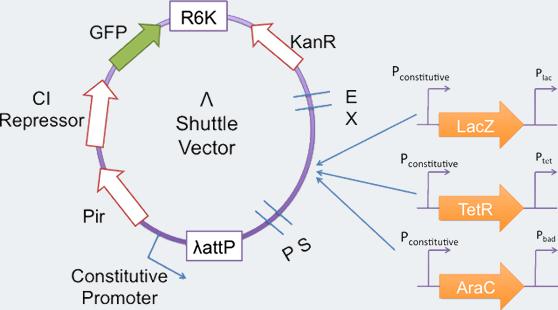 R6K
GFP
KanR
CI
Repressor
Λ
Shuttle
Vector
E
X
Pir
λattP
P S
Constitutive
Promoter
Pconstitutive
Plac
LacZ
Pconstitutive
Ptet
TetR
Pconstitutive
Pbad
AraC